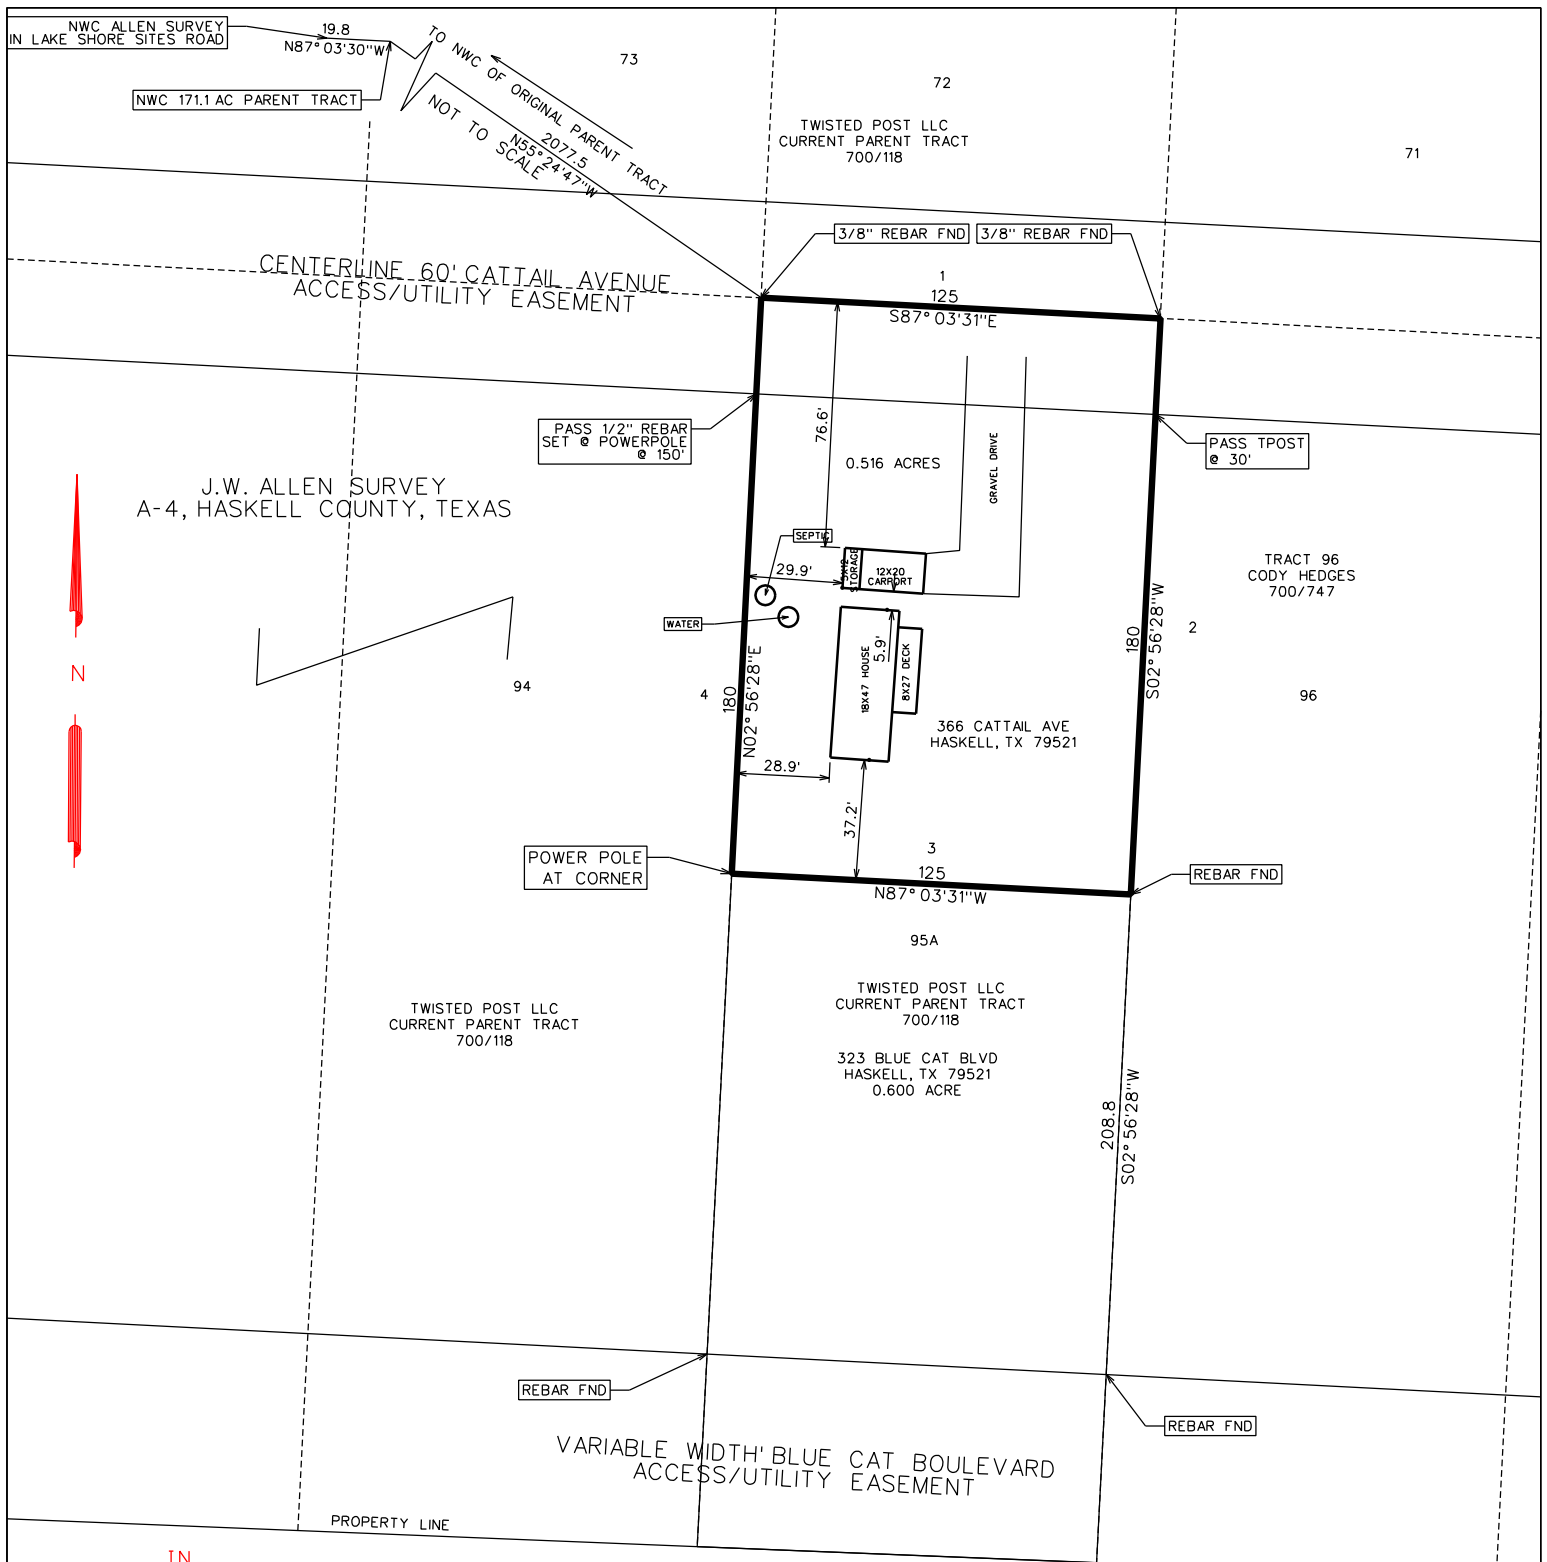 NWC ALLEN SURVEY
IN LAKE SHORE SITES ROAD
19.8
N87° 03'30"W
NWC 171.1 AC PARENT TRACT
TO NWC OF ORIGINAL PARENT TRACT
2077.5
N55° 24'47"W
NOT TO SCALE
73
72
71
TWISTED POST LLC
CURRENT PARENT TRACT
700/118
3/8" REBAR FND
3/8" REBAR FND
CENTERLINE 60' CATTAIL AVENUE
ACCESS/UTILITY EASEMENT
1
125
S87° 03'31"E
PASS 1/2" REBAR
SET @ POWERPOLE
@ 150'
76.6'
0.516 ACRES
GRAVEL DRIVE
PASS TPOST
@ 30'
J.W. ALLEN SURVEY
A-4, HASKELL COUNTY, TEXAS
SEPTIC
STORAGE
12X20
CARPORT
29.9'
WATER
TRACT 96
CODY HEDGES
700/747
180
S02° 56'28"W
2
N
94
4
180
N02° 56'28"E
18X47 HOUSE
5.9'
8X27 DECK
96
366 CATTAIL AVE
HASKELL, TX 79521
28.9'
37.2'
3
125
N87° 03'31"W
POWER POLE
AT CORNER
REBAR FND
95A
TWISTED POST LLC
CURRENT PARENT TRACT
700/118
TWISTED POST LLC
CURRENT PARENT TRACT
700/118
323 BLUE CAT BLVD
HASKELL, TX 79521
0.600 ACRE
208.8
S02° 56'28"W
REBAR FND
REBAR FND
VARIABLE WIDTH' BLUE CAT BOULEVARD
ACCESS/UTILITY EASEMENT
PROPERTY LINE
IN